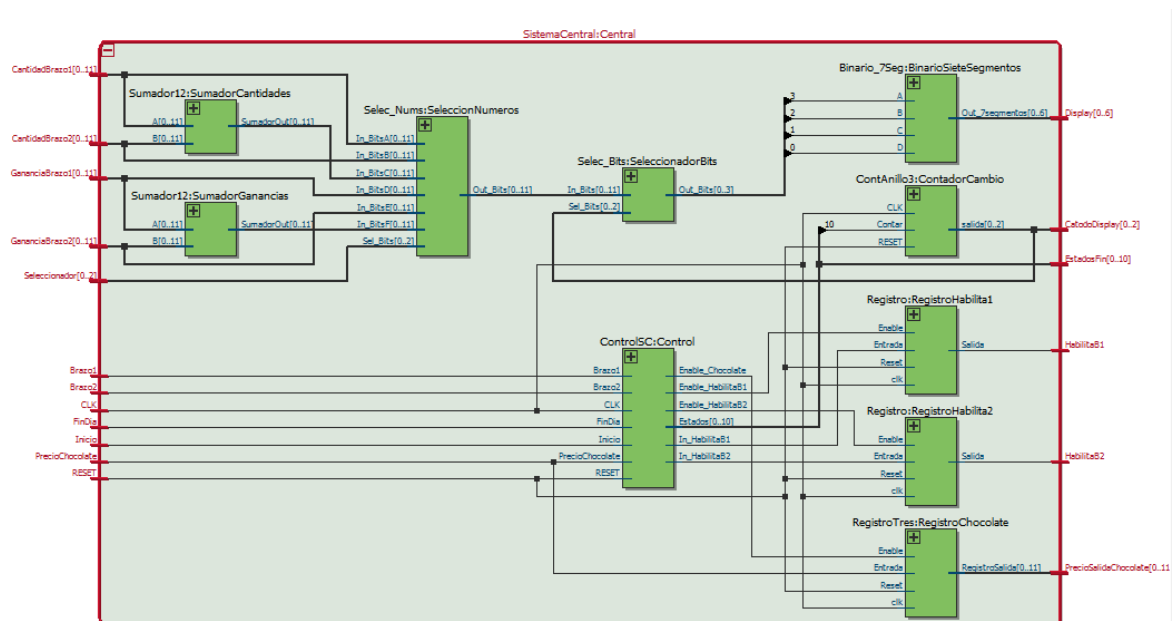 SistemaCentral:Central
CantidadBrazo1[0..11]
CantidadBrazo2[0..11]
GananciaBrazo1[0..11]
GananciaBrazo2[0..11]
Seleccionador[0..2]
Brazo1
Brazo2
CLK
FinDia
Inicio
PrecioChocolate
RESET
Sumador12:SumadorCantidades
A[0..11]
SumadorOut[0..11]
B[0..11]
Sumador12:SumadorGanancias
A[0..11]
SumadorOut[0..11]
B[0..11]
Selec_Nums:SeleccionNumeros
In_BitsA[0..11]
In_BitsB[0..11]
In_BitsC[0..11]
In_BitsD[0..11]
Out_Bits[0..11]
In_BitsE[0..11]
In_BitsF[0..11]
Sel_Bits[0..2]
Selec_Bits:SeleccionadorBits
In_Bits[0..11]
Out_Bits[0..3]
Sel_Bits[0..2]
3
2
1
0
Binario_7Seg:BinarioSieteSegmentos
A
B
Out_7segmentos[0..6]
C
D
ContAnillo3:ContadorCambio
CLK
10
Contar
salida[0..2]
RESET
ControlSC:Control
Brazo1
Enable_Chocolate
Brazo2
Enable_HabilitaB1
CLK
Enable_HabilitaB2
FinDia
Estados[0..10]
Inicio
In_HabilitaB1
PrecioChocolate
In_HabilitaB2
RESET
Registro:RegistroHabilita1
Enable
Entrada
Salida
Reset
clk
Registro:RegistroHabilita2
Enable
Entrada
Salida
Reset
clk
RegistroTres:RegistroChocolate
Enable
Entrada
RegistroSalida[0..11]
Reset
clk
Display[0..6]
CatodoDisplay[0..2]
EstadosFin[0..10]
HabilitaB1
HabilitaB2
PrecioSalidaChocolate[0..11